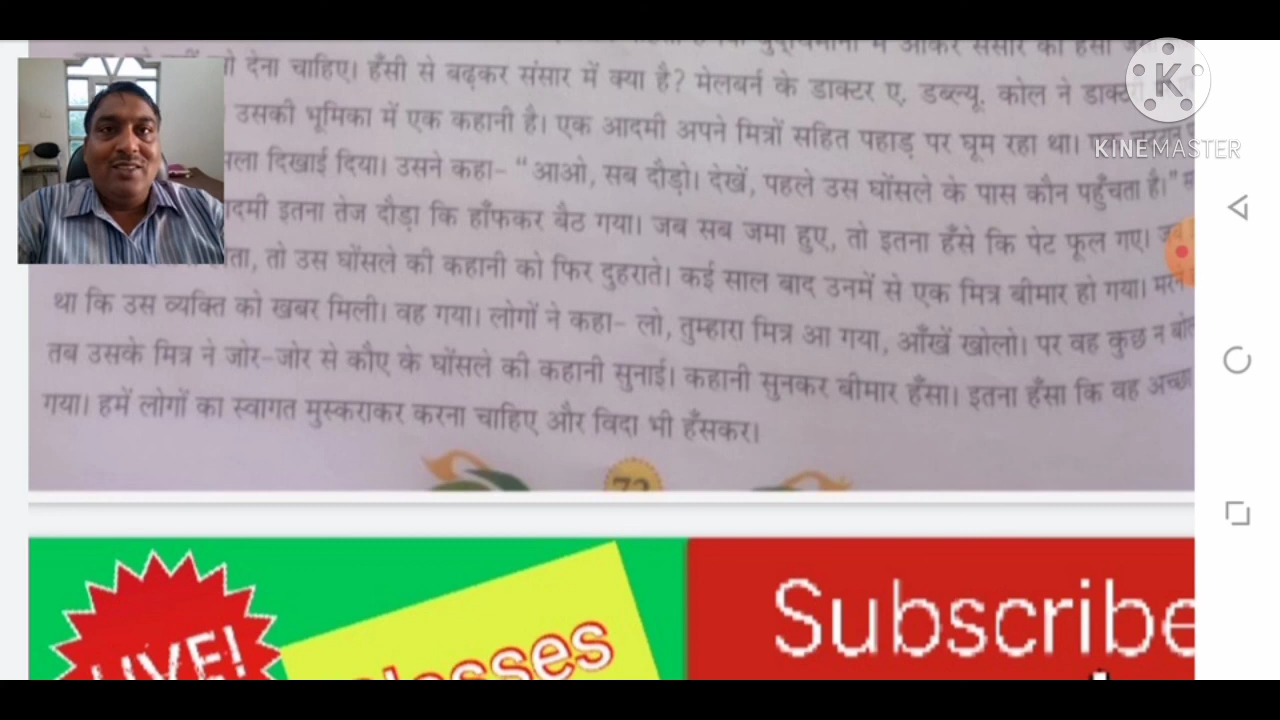 आकर संसार की हँसी
देना चाहिए। हँसी से बढ़कर संसार में क्या है? मेलबर्न के डाक्टर ए. डब्ल्यू. कोल ने
उसकी भूमिका में एक कहानी है। एक आदमी अपने मित्रों सहित पहाड़ पर घूम रहा था।
दिखाई दिया। उसने कहा- "आओ, सब दौड़ो। देखें, पहले उस घोंसले के पास कौन पहुँचता है।"
इतना तेज दौड़ा कि हाँफकर बैठ गया। जब सब जमा हुए, तो इतना हँसे कि पेट फूल गए।
तो उस घोंसले की कहानी को फिर दुहराते। कई साल बाद उनमें से एक मित्र बीमार हो गया। मरने
था कि उस व्यक्ति को खबर मिली। वह गया। लोगों ने कहा- लो, तुम्हारा मित्र आ गया, आँखें खोलो। पर वह कुछ न
तब उसके मित्र ने जोर-जोर से कौए के घोंसले की कहानी सुनाई। कहानी सुनकर बीमार हँसा। इतना हँसा कि वह अच्छा
गया। हमें लोगों का स्वागत मुस्कराकर करना चाहिए और विदा भी हँसकर।
K
KINEMASTER
LIVE!
Subscribe